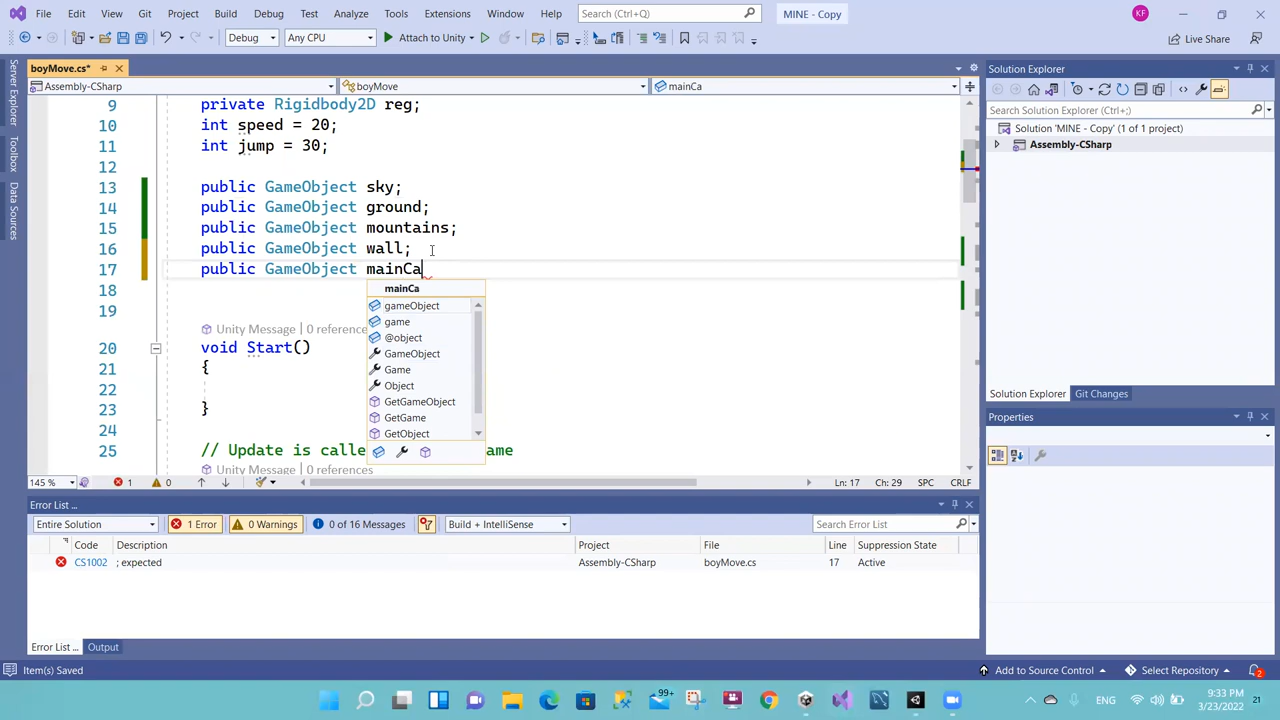 File Edit View Git Project Build Debug Test Analyze Tools Extensions Window Help Search (Ctrl+Q) MINE - Copy KF
Debug Any CPU Attach to Unity Live Share
boyMove.cs*
Assembly-CSharp boyMove mainCa
Server Explorer
Toolbox
Data Sources
9 private Rigidbody2D reg;
10 int speed = 20;
11 int jump = 30;
12
13 public GameObject sky;
14 public GameObject ground;
15 public GameObject mountains;
16 public GameObject wall;
17 public GameObject mainCa
18
19
Unity Message | 0 reference
20 void Start()
21 {
22
23 }
24
25 // Update is calle ame
Unity Message | 0 references
mainCa
gameObject
game
@object
GameObject
Game
Object
GetGameObject
GetGame
GetObject
145 % 1 0 Ln: 17 Ch: 29 SPC CRLF
Error List ...
Entire Solution 1 Error 0 Warnings 0 of 16 Messages Build + IntelliSense Search Error List
Code Description Project File Line Suppression State
CS1002 ; expected Assembly-CSharp boyMove.cs 17 Active
Error List ... Output
Solution Explorer
Search Solution Explorer (Ctrl+;)
Solution 'MINE - Copy' (1 of 1 project)
Assembly-CSharp
Solution Explorer Git Changes
Properties
Item(s) Saved Add to Source Control Select Repository 2
99+ ENG 9:33 PM
3/23/2022 21